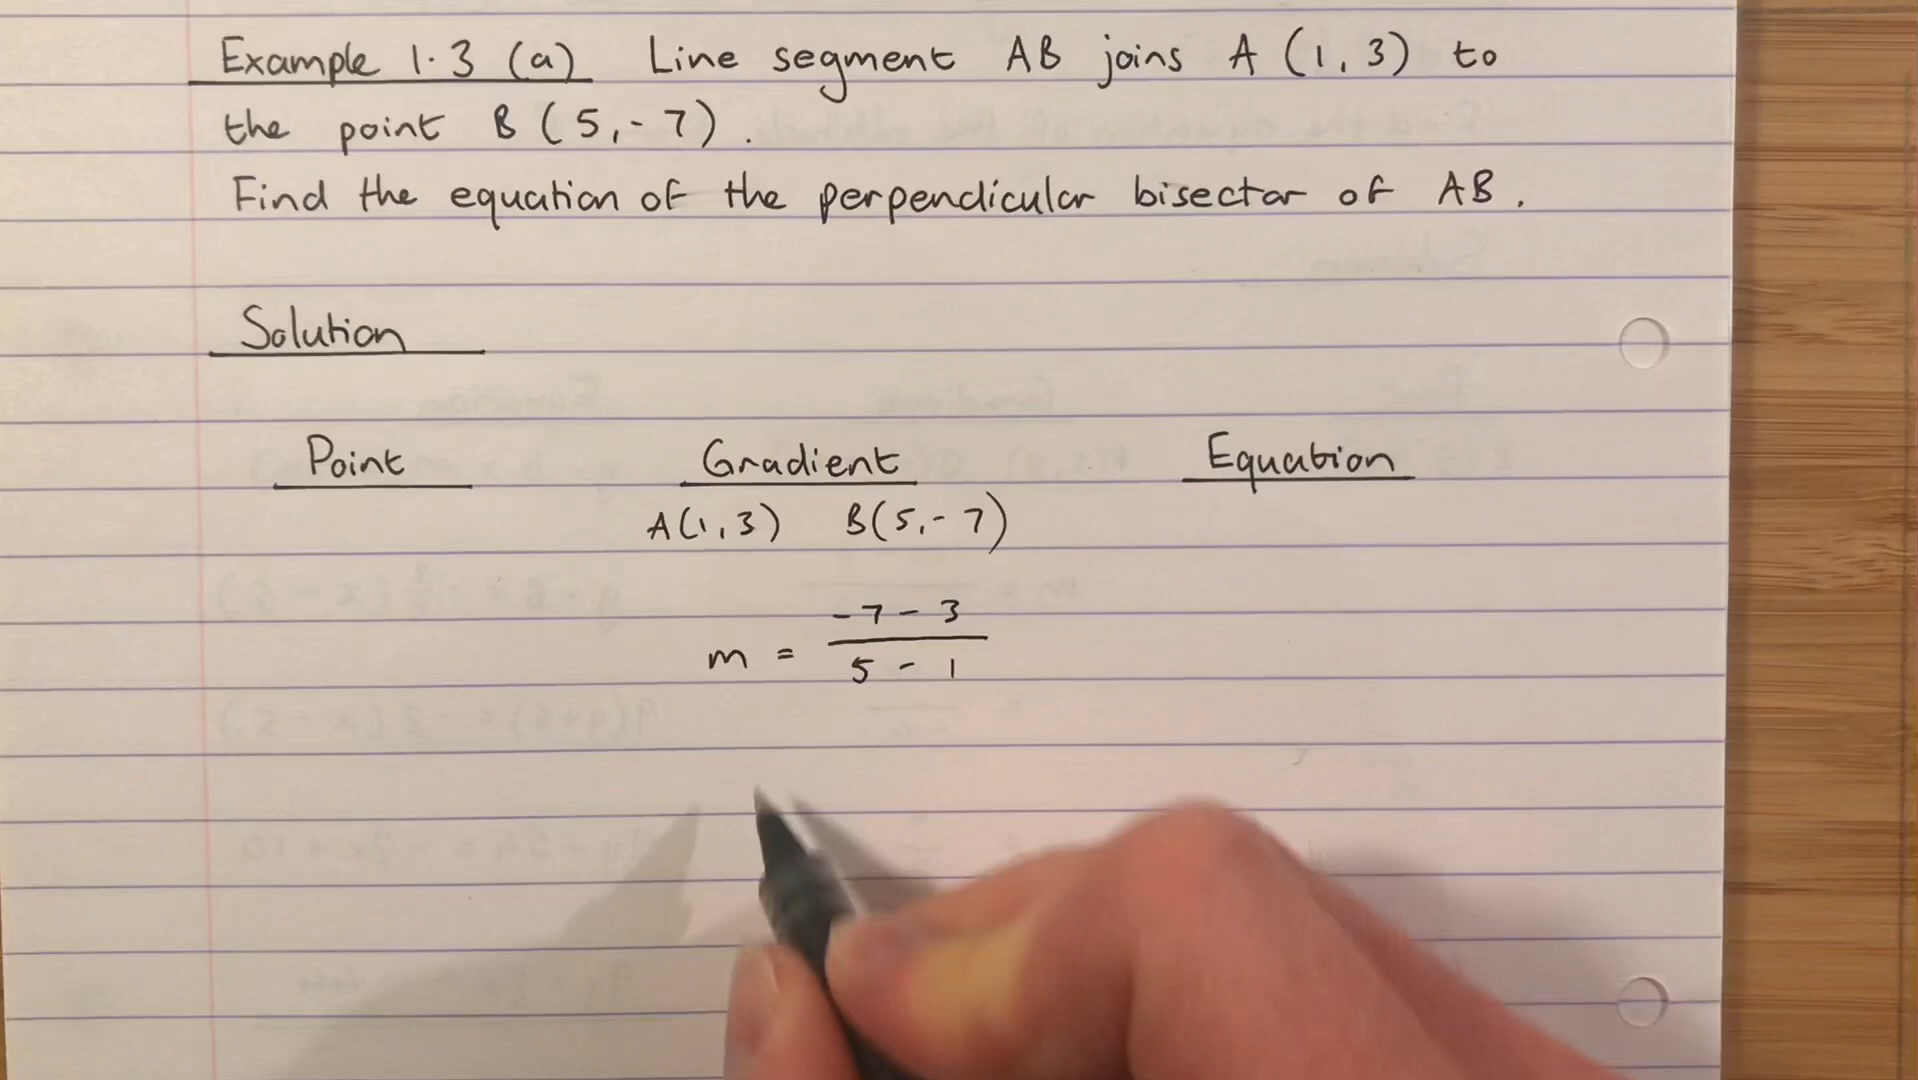 Example 1.3 (a) Line segment AB joins A (1, 3) to
the point B (5, -7).
Find the equation of the perpendicular bisector of AB.
Solution
Point Gradient Equation
A(1, 3) B(5, -7)
m = -7 - 3
5 - 1